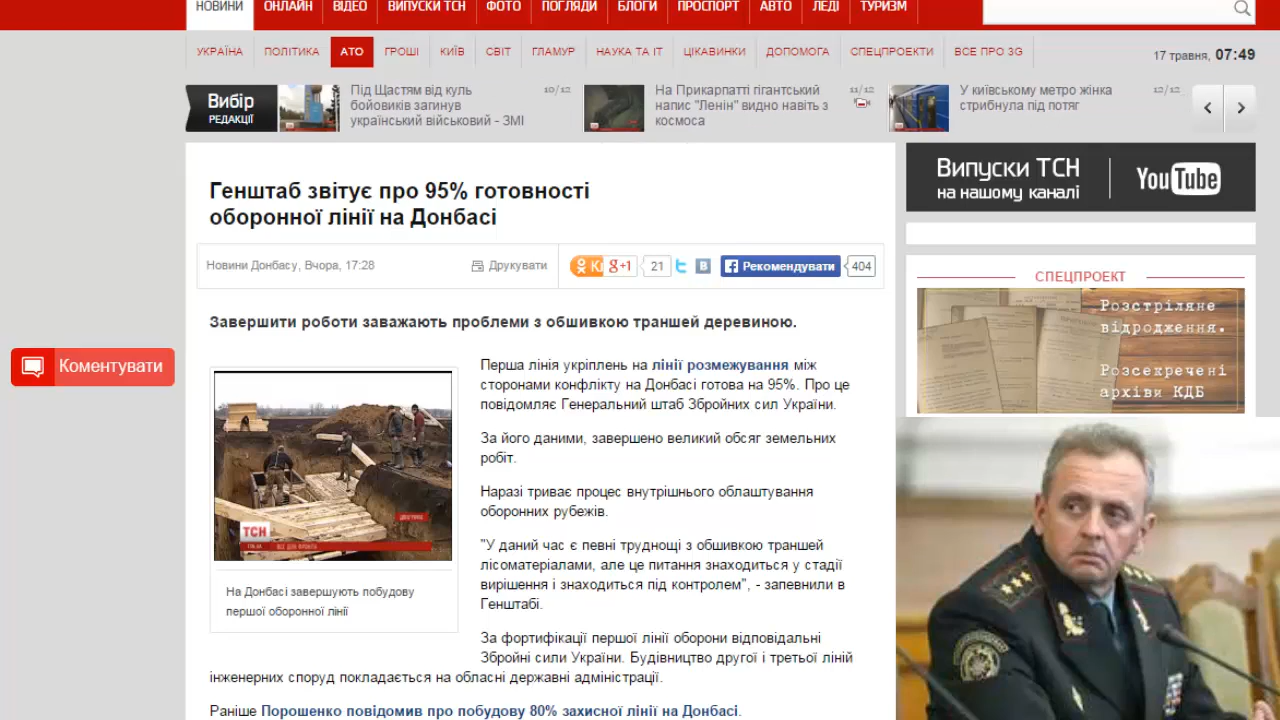 НОВИНИ
ОНЛАЙН
ВІДЕО
ВИПУСКИ ТСН
ФОТО
ПОГЛЯДИ
БЛОГИ
ПРОСПОРТ
АВТО
ЛЕДІ
ТУРИЗМ
УКРАЇНА
ПОЛІТИКА
АТО
ГРОШІ
КИЇВ
СВІТ
ГЛАМУР
НАУКА ТА ІТ
ЦІКАВИНКИ
ДОПОМОГА
СПЕЦПРОЕКТИ
ВСЕ ПРО 3G
17 травня, 07:49
Вибір
РЕДАКЦІЇ
Під Щастям від куль
бойовиків загинув
український військовий - ЗМІ
10/12
На Прикарпатті гігантський
напис "Ленін" видно навіть з
космоса
11/12
У київському метро жінка
стрибнула під потяг
12/12
Генштаб звітує про 95% готовності
оборонної лінії на Донбасі
Випуски ТСН
на нашому каналі
YouTube
Новини Донбасу, Вчора, 17:28
Друкувати
g+1
21
Рекомендувати
404
СПЕЦПРОЕКТ
Розстріляне
відродження.
Розсекречені
архіви КДБ
Завершити роботи заважають проблеми з обшивкою траншей деревиною.
Коментувати
Перша лінія укріплень на лінії розмежування між
сторонами конфлікту на Донбасі готова на 95%. Про це
повідомляє Генеральний штаб Збройних сил України.
За його даними, завершено великий обсяг земельних
робіт.
Наразі триває процес внутрішнього облаштування
оборонних рубежів.
ТСН
На Донбасі завершують побудову
першої оборонної лінії
"У даний час є певні труднощі з обшивкою траншей
лісоматеріалами, але це питання знаходиться у стадії
вирішення і знаходиться під контролем", - запевнили в
Генштабі.
За фортифікації першої лінії оборони відповідальні
Збройні сили України. Будівництво другої і третьої ліній
інженерних споруд покладається на обласні державні адміністрації.
Раніше Порошенко повідомив про побудову 80% захисної лінії на Донбасі.